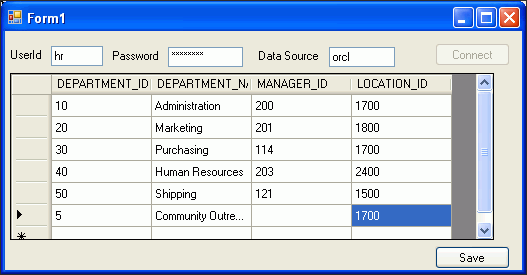 Form1
UserId hr Password ******** Data Source orcl Connect
DEPARTMENT_ID DEPARTMENT_NA MANAGER_ID LOCATION_ID
10 Administration 200 1700
20 Marketing 201 1800
30 Purchasing 114 1700
40 Human Resources 203 2400
50 Shipping 121 1500
5 Community Outre... 1700
Save